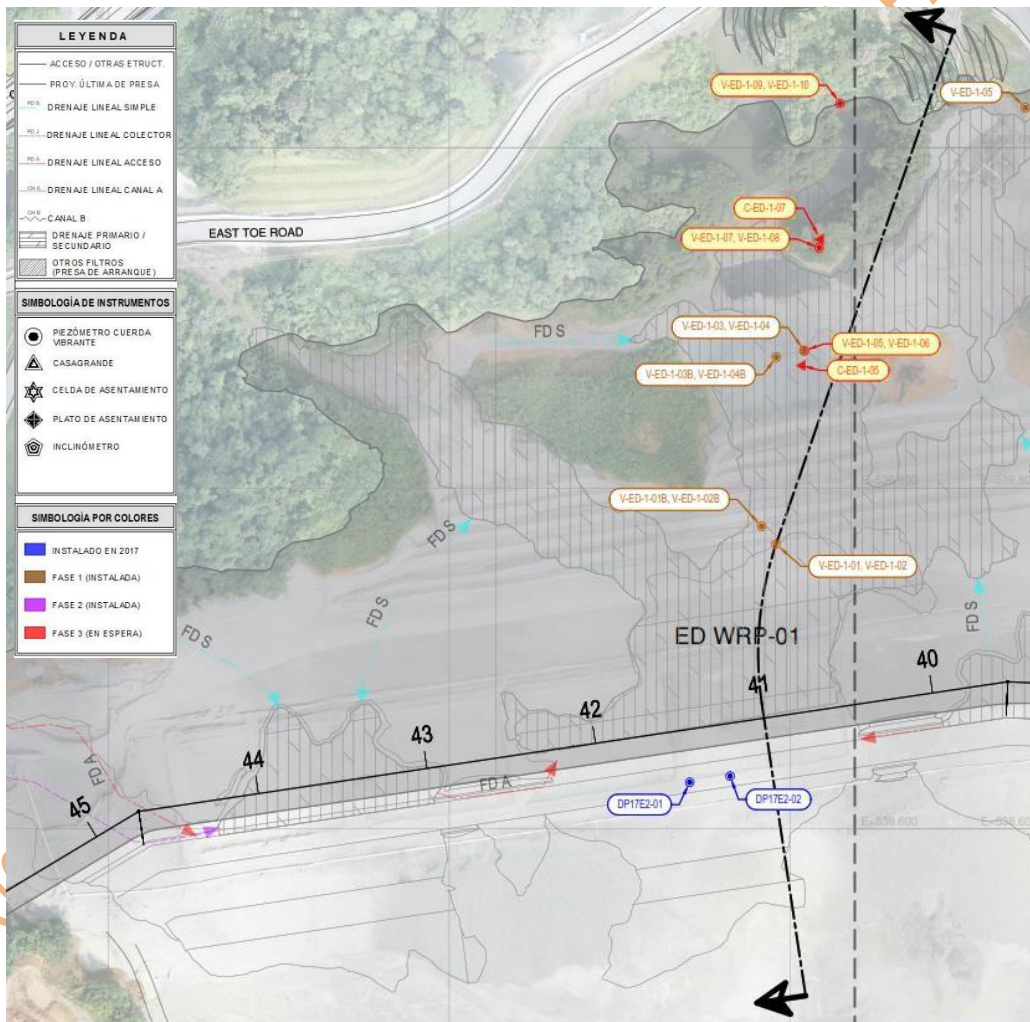 LEYENDA
ACCESO / OTRAS ETRUCT.
PROY. ÚLTIMA DE PRESA
FD S DRENAJE LINEAL SIMPLE
FD J DRENAJE LINEAL COLECTOR
FD A DRENAJE LINEAL ACCESO
CH A DRENAJE LINEAL CANAL A
CH B CANAL B
DRENAJE PRIMARIO /
SECUNDARIO
OTROS FILTROS
(PRESA DE ARRANQUE)
SIMBOLOGÍA DE INSTRUMENTOS
PIEZÓMETRO CUERDA
VIBRANTE
CASAGRANDE
CELDA DE ASENTAMIENTO
PLATO DE ASENTAMIENTO
INCLINÓMETRO
SIMBOLOGÍA POR COLORES
INSTALADO EN 2017
FASE 1 (INSTALADA)
FASE 2 (INSTALADA)
FASE 3 (EN ESPERA)
V-ED-1-09, V-ED-1-10
V-ED-1-05
C-ED-1-07
EAST TOE ROAD
V-ED-1-07, V-ED-1-08
V-ED-1-03, V-ED-1-04
FD S
V-ED-1-05, V-ED-1-06
V-ED-1-03B, V-ED-1-04B
C-ED-1-05
V-ED-1-01B, V-ED-1-02B
FD S
V-ED-1-01, V-ED-1-02
FD S
FD S
FD S
ED WRP-01
40
41
42
43
44
45
FD A
FD A
DP17E2-01
DP17E2-02
E=538.600